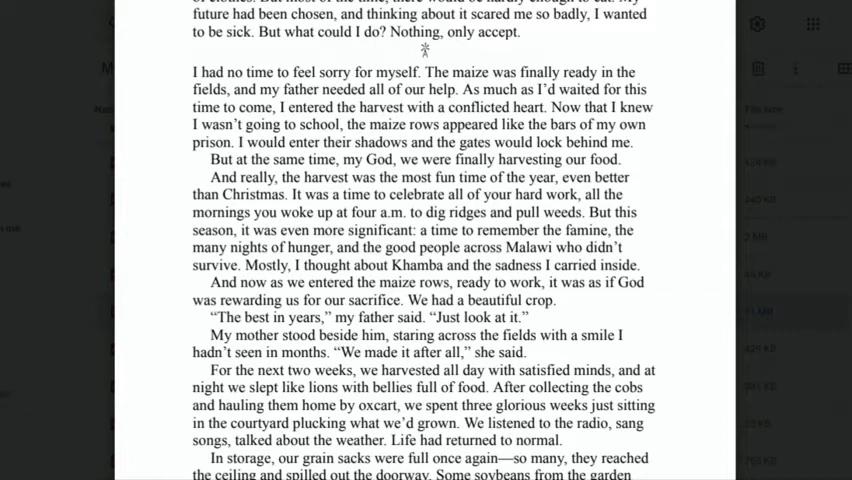 future had been chosen, and thinking about it scared me so badly, I wanted
to be sick. But what could I do? Nothing, only accept.
I had no time to feel sorry for myself. The maize was finally ready in the
fields, and my father needed all of our help. As much as I’d waited for this
time to come, I entered the harvest with a conflicted heart. Now that I knew
I wasn’t going to school, the maize rows appeared like the bars of my own
prison. I would enter their shadows and the gates would lock behind me.
But at the same time, my God, we were finally harvesting our food.
And really, the harvest was the most fun time of the year, even better
than Christmas. It was a time to celebrate all of your hard work, all the
mornings you woke up at four a.m. to dig ridges and pull weeds. But this
season, it was even more significant: a time to remember the famine, the
many nights of hunger, and the good people across Malawi who didn’t
survive. Mostly, I thought about Khamba and the sadness I carried inside.
And now as we entered the maize rows, ready to work, it was as if God
was rewarding us for our sacrifice. We had a beautiful crop.
“The best in years,” my father said. “Just look at it.”
My mother stood beside him, staring across the fields with a smile I
hadn’t seen in months. “We made it after all,” she said.
For the next two weeks, we harvested all day with satisfied minds, and at
night we slept like lions with bellies full of food. After collecting the cobs
and hauling them home by oxcart, we spent three glorious weeks just sitting
in the courtyard plucking what we’d grown. We listened to the radio, sang
songs, talked about the weather. Life had returned to normal.
In storage, our grain sacks were full once again—so many, they reached
the ceiling and spilled out the doorway. Some soybeans from the garden